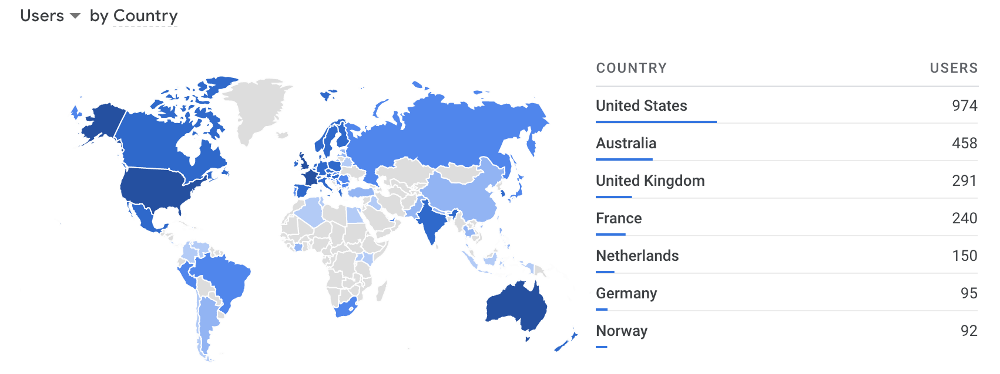 Users by Country
COUNTRY USERS
United States 974
Australia 458
United Kingdom 291
France 240
Netherlands 150
Germany 95
Norway 92